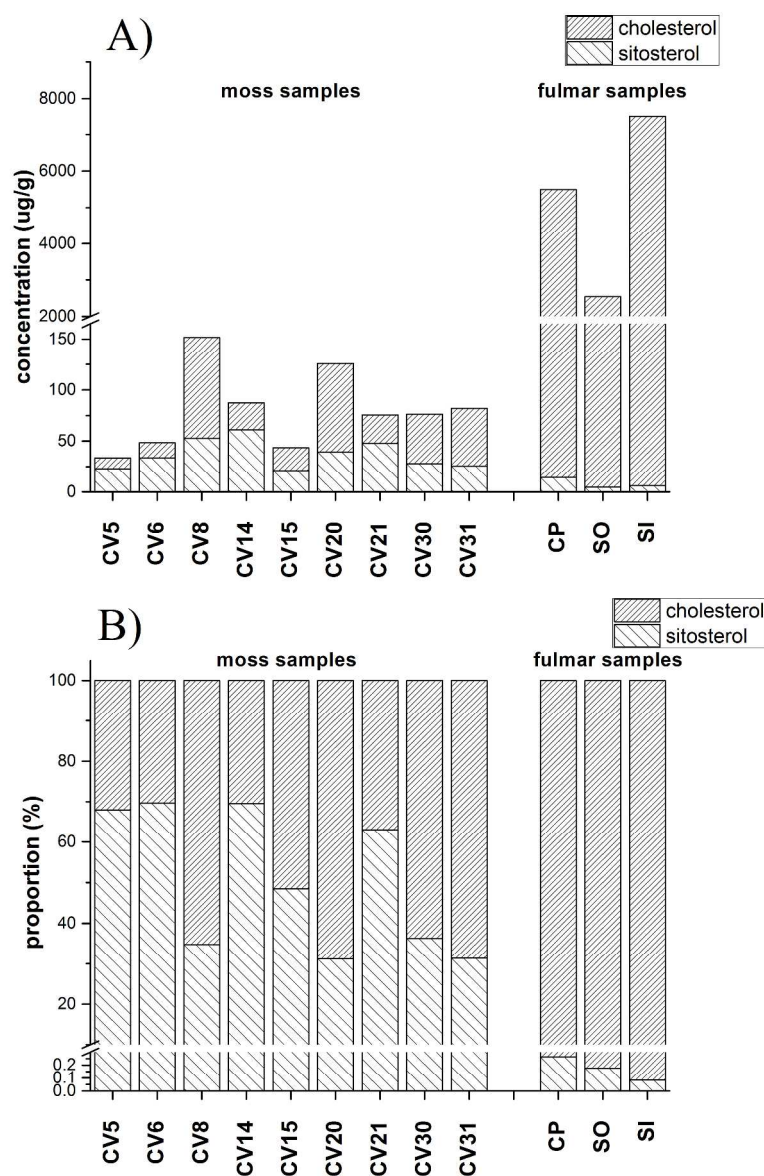 A)
cholesterol
sitosterol
moss samples
fulmar samples
concentration (ug/g)
8000
6000
4000
2000
150
100
50
0
CV5
CV6
CV8
CV14
CV15
CV20
CV21
CV30
CV31
CP
SO
SI
B)
cholesterol
sitosterol
moss samples
fulmar samples
proportion (%)
100
80
60
40
20
0.2
0.1
0.0
CV5
CV6
CV8
CV14
CV15
CV20
CV21
CV30
CV31
CP
SO
SI